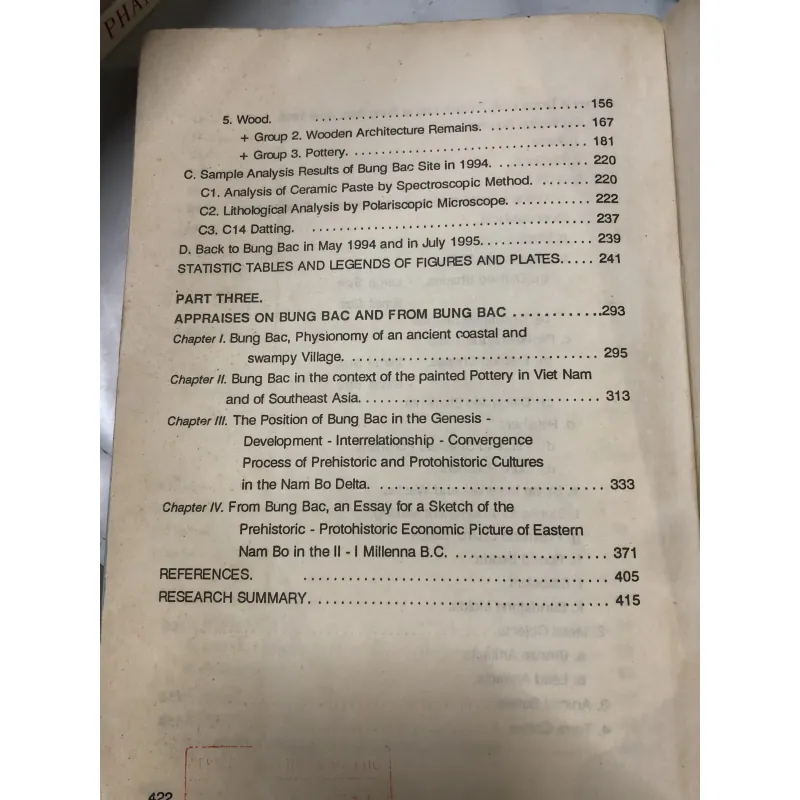 PHA
5. Wood. ........................................ 156
+ Group 2. Wooden Architecture Remains. .............. 167
+ Group 3. Pottery................................... 181
C. Sample Analysis Results of Bung Bac Site in 1994. ............. 220
C1. Analysis of Ceramic Paste by Spectroscopic Method. ....... 220
C2. Lithological Analysis by Polariscopic Microscope............ 222
C3. C14 Datting. ..................................... 237
D. Back to Bung Bac in May 1994 and in July 1995................ 239
STATISTIC TABLES AND LEGENDS OF FIGURES AND PLATES..... 241
PART THREE.
APPRAISES ON BUNG BAC AND FROM BUNG BAC ............293
Chapter I. Bung Bac, Physionomy of an ancient coastal and
swampy Village. ................................ 295
Chapter II. Bung Bac in the context of the painted Pottery in Viet Nam
and of Southeast Asia................................ 313
Chapter III. The Position of Bung Bac in the Genesis -
Development - Interrelationship - Convergence
Process of Prehistoric and Protohistoric Cultures
in the Nam Bo Delta. ............................. 333
Chapter IV. From Bung Bac, an Essay for a Sketch of the
Prehistoric - Protohistoric Economic Picture of Eastern
Nam Bo in the II - I Millenna B.C. .................... 371
REFERENCES. ........................................ 405
RESEARCH SUMMARY....................................... 415
422